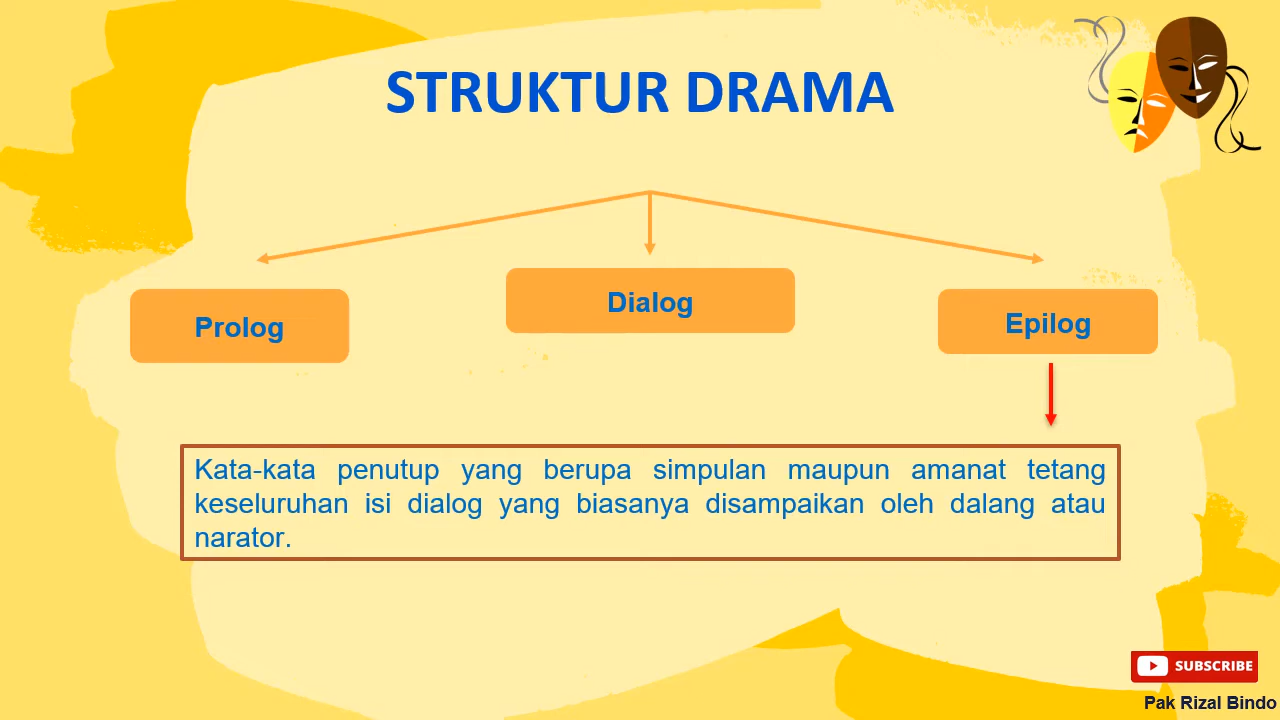 STRUKTUR DRAMA
Prolog
Dialog
Epilog
Kata-kata penutup yang berupa simpulan maupun amanat tetang
keseluruhan isi dialog yang biasanya disampaikan oleh dalang atau
narator.
SUBSCRIBE
Pak Rizal Bindo